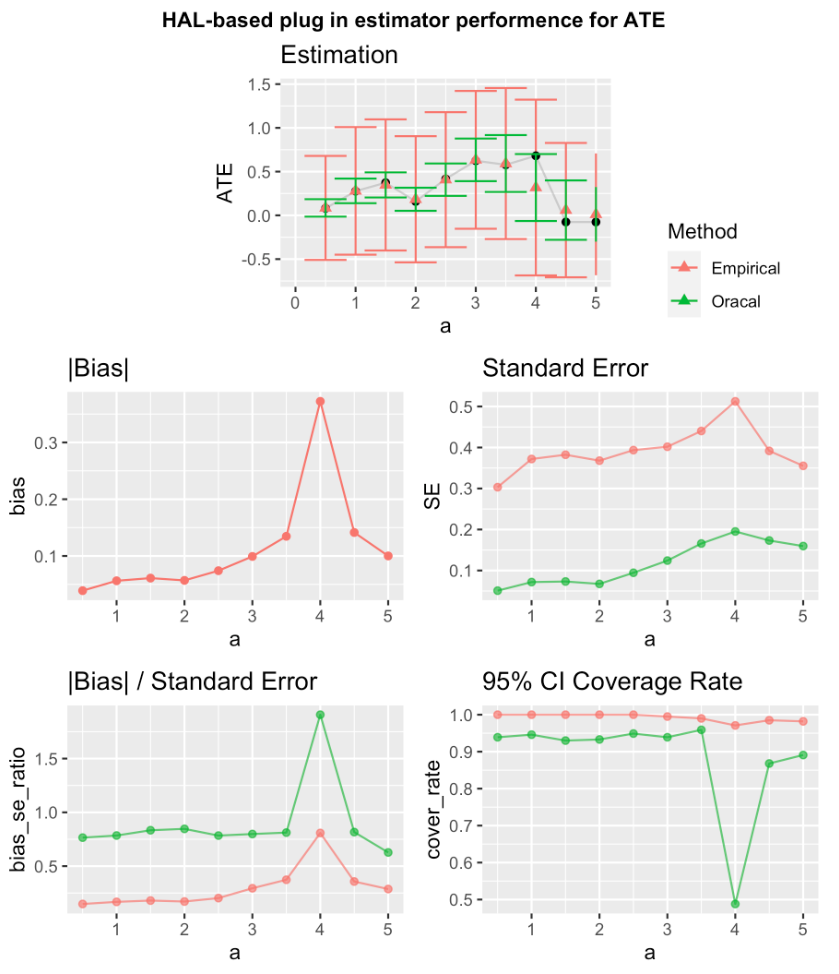 HAL-based plug in estimator performence for ATE
Estimation
1.5
1.0
0.5
0.0
-0.5
ATE
0
1
2
3
4
5
a
Method
Empirical
Oracal
|Bias|
0.3
0.2
0.1
bias
1
2
3
4
5
a
Standard Error
0.5
0.4
0.3
0.2
0.1
SE
1
2
3
4
5
a
|Bias| / Standard Error
1.5
1.0
0.5
bias_se_ratio
1
2
3
4
5
a
95% CI Coverage Rate
1.0
0.9
0.8
0.7
0.6
0.5
cover_rate
1
2
3
4
5
a